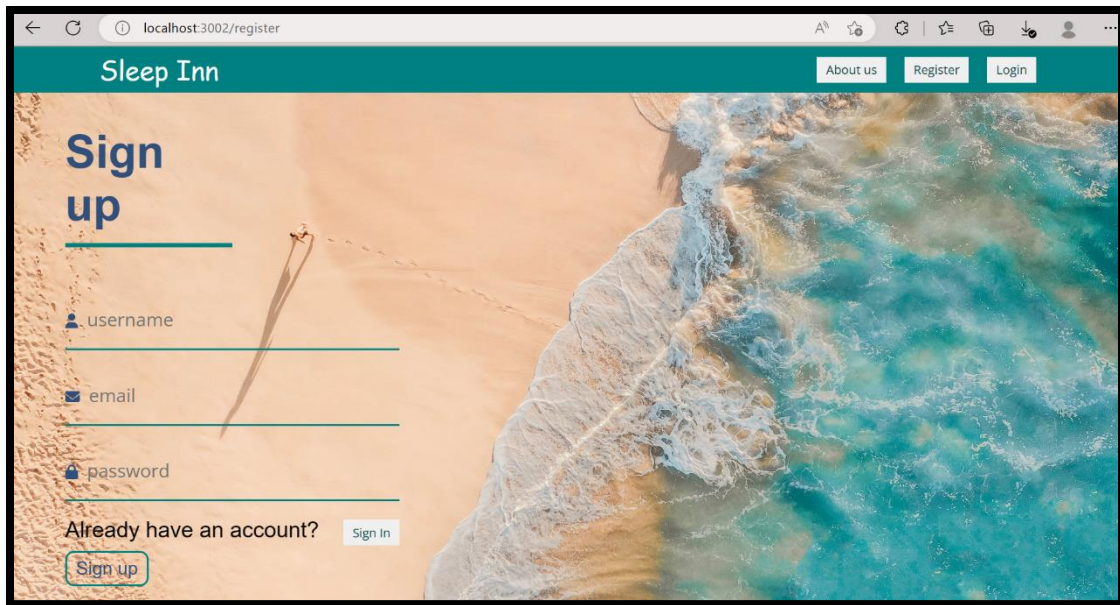 localhost:3002/register
Sleep Inn
About us Register Login
Sign
up
username
email
password
Already have an account? Sign In
Sign up